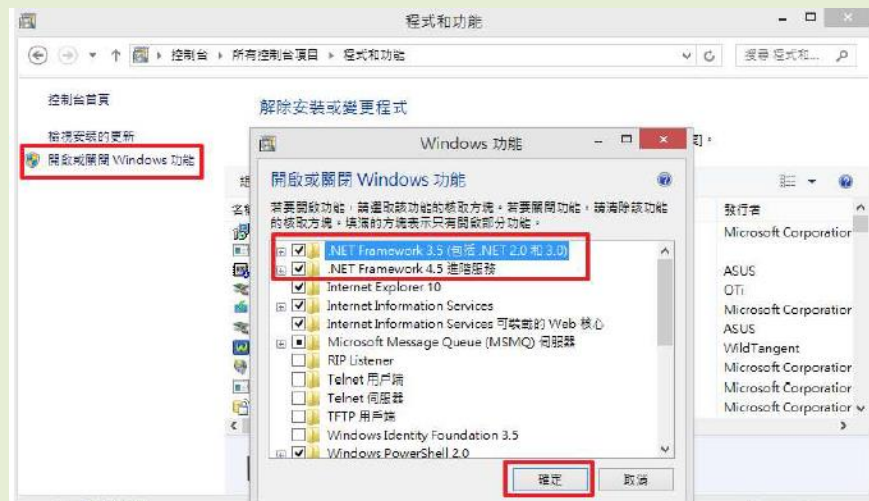 程式和功能
控制台 ▸ 所有控制台項目 ▸ 程式和功能
搜尋 程式和...
控制台首頁
解除安裝或變更程式
檢視安裝的更新
開啟或關閉 Windows 功能
Windows 功能
開啟或關閉 Windows 功能
若要開啟功能，請選取該功能的核取方塊。若要關閉功能，請清除該功能
的核取方塊。填滿的方塊表示只有開啟部分功能。
發行者
.NET Framework 3.5 (包括 .NET 2.0 和 3.0)
Microsoft Corporation
.NET Framework 4.5 進階服務
ASUS
Internet Explorer 10
OTi
Internet Information Services
Microsoft Corporation
Internet Information Services 可裝載的 Web 核心
ASUS
Microsoft Message Queue (MSMQ) 伺服器
WildTangent
RIP Listener
Microsoft Corporation
Telnet 用戶端
Microsoft Corporation
Telnet 伺服器
Microsoft Corporation
TFTP 用戶端
Windows Identity Foundation 3.5
Windows PowerShell 2.0
確定
取消